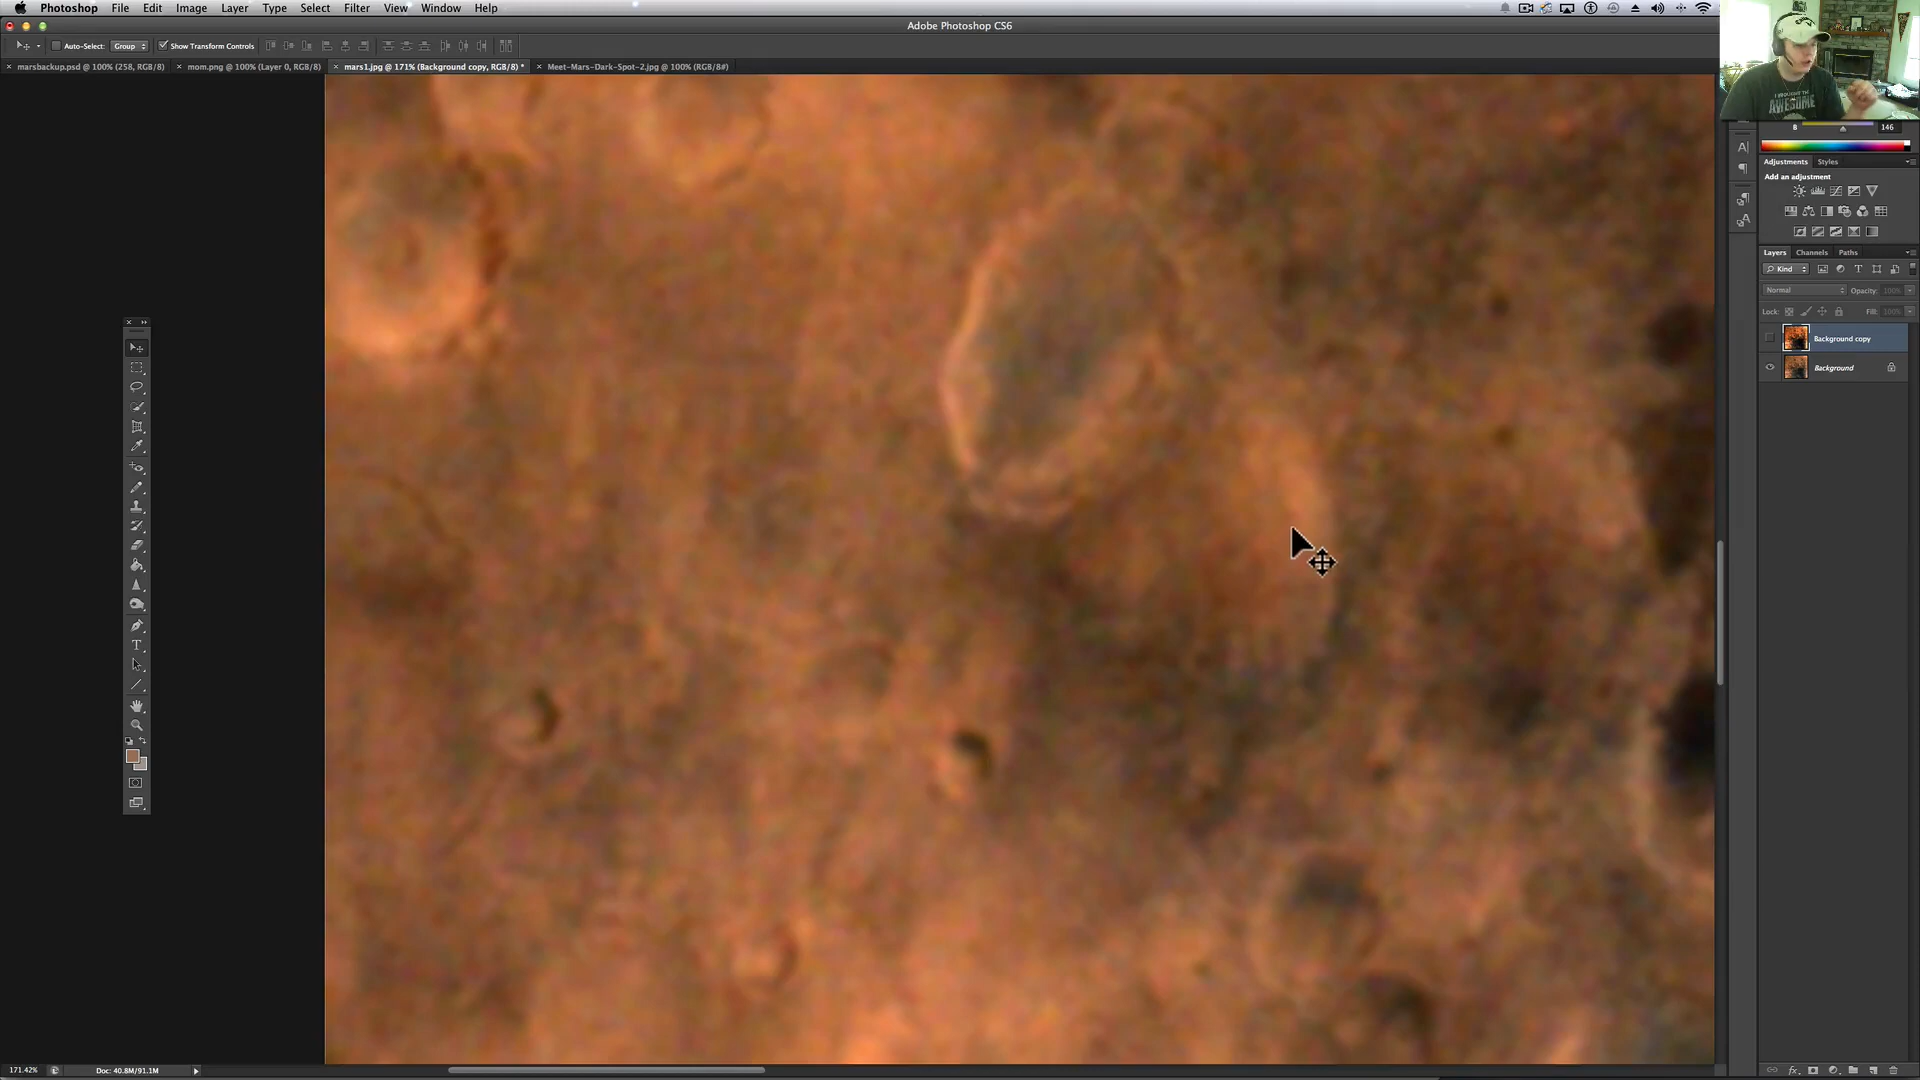 Photoshop File Edit Image Layer Type Select Filter View Window Help
Adobe Photoshop CS6
Auto-Select: Group Show Transform Controls
marsbackup.psd @ 100% (258, RGB/8) mom.png @ 100% (Layer 0, RGB/8) mars1.jpg @ 171% (Background copy, RGB/8) * Meet-Mars-Dark-Spot-2.jpg @ 100% (RGB/8#)
AWESOME
B 146
Adjustments Styles
Add an adjustment
Layers Channels Paths
Kind
Normal Opacity: 100%
Lock: Fill: 100%
Background copy
Background
171.42% Doc: 40.8M/91.1M